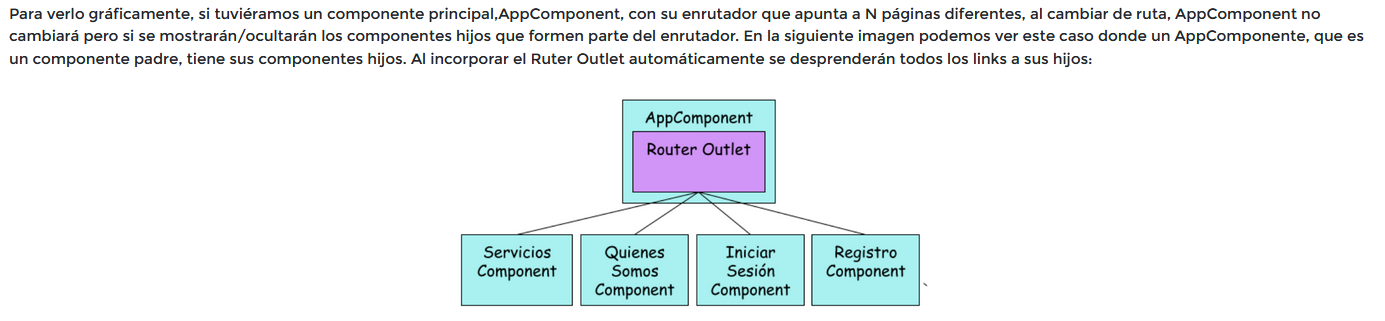 Para verlo gráficamente, si tuviéramos un componente principal,AppComponent, con su enrutador que apunta a N páginas diferentes, al cambiar de ruta, AppComponent no
cambiará pero si se mostrarán/ocultarán los componentes hijos que formen parte del enrutador. En la siguiente imagen podemos ver este caso donde un AppComponente, que es
un componente padre, tiene sus componentes hijos. Al incorporar el Ruter Outlet automáticamente se desprenderán todos los links a sus hijos:
AppComponent
Router Outlet
Servicios
Component
Quienes
Somos
Component
Iniciar
Sesión
Component
Registro
Component